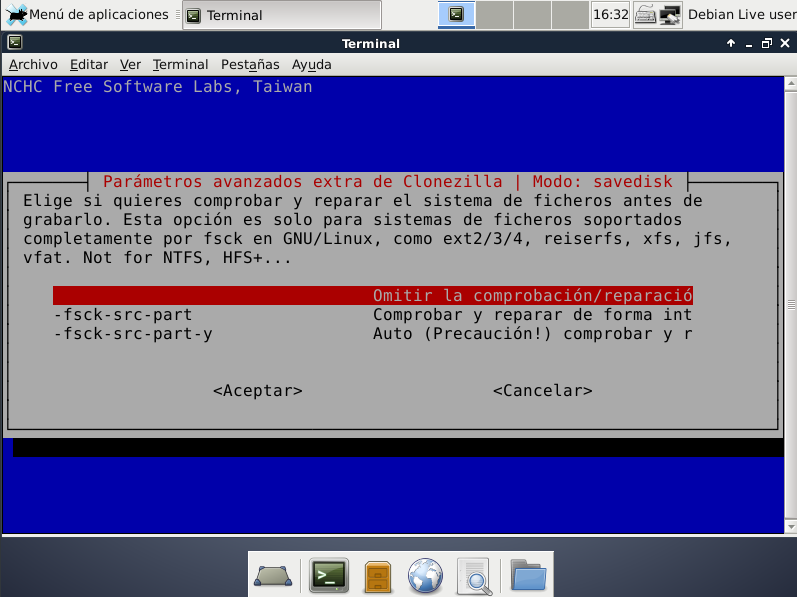 Menú de aplicaciones
Terminal
16:32
Debian Live user
Terminal
Archivo Editar Ver Terminal Pestañas Ayuda
NCHC Free Software Labs, Taiwan
Parámetros avanzados extra de Clonezilla | Modo: savedisk
Elige si quieres comprobar y reparar el sistema de ficheros antes de
grabarlo. Esta opción es solo para sistemas de ficheros soportados
completamente por fsck en GNU/Linux, como ext2/3/4, reiserfs, xfs, jfs,
vfat. Not for NTFS, HFS+...
Omitir la comprobación/reparació
-fsck-src-part Comprobar y reparar de forma int
-fsck-src-part-y Auto (Precaución!) comprobar y r
<Aceptar> <Cancelar>